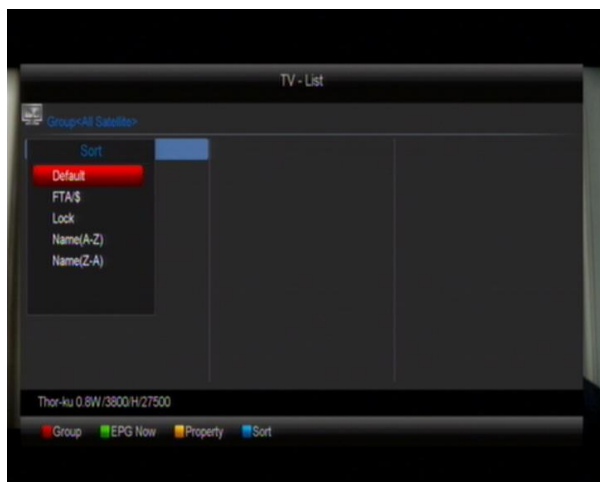 TV - List
Group<All Satellite>
Sort
Default
FTA/$
Lock
Name(A-Z)
Name(Z-A)
Thor-ku 0.8W/3800/H/27500
Group EPG Now Property Sort